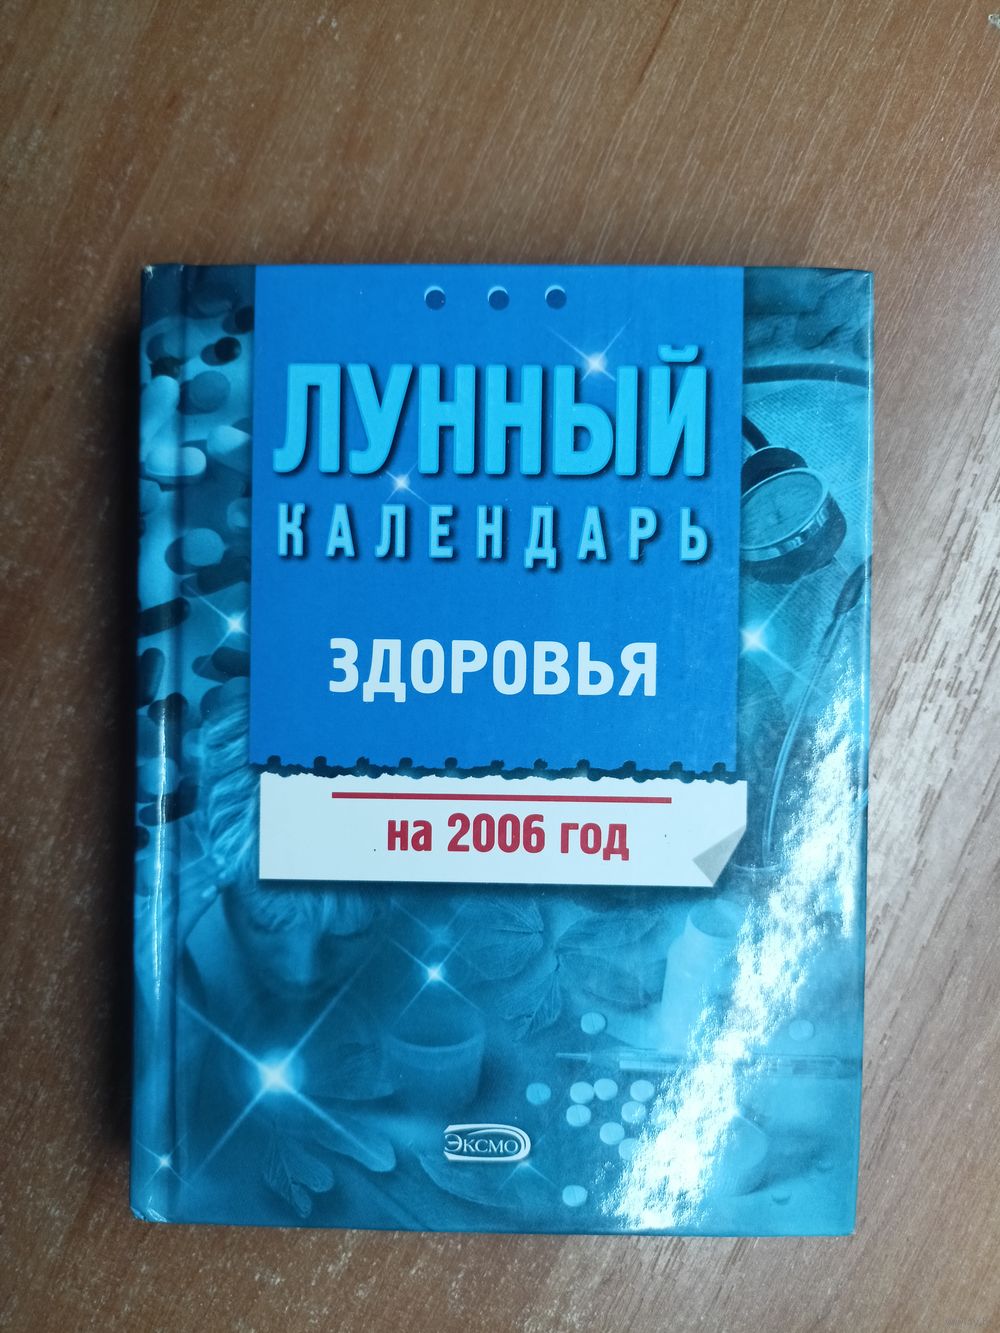 ЛУННЫЙ
КАЛЕНДАРЬ
ЗДОРОВЬЯ
на 2006 год
ЭКСМО